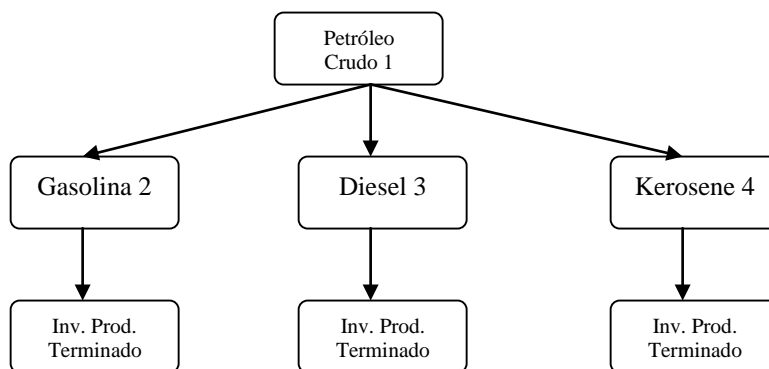 Petróleo
Crudo 1
Gasolina 2
Diesel 3
Kerosene 4
Inv. Prod.
Terminado
Inv. Prod.
Terminado
Inv. Prod.
Terminado